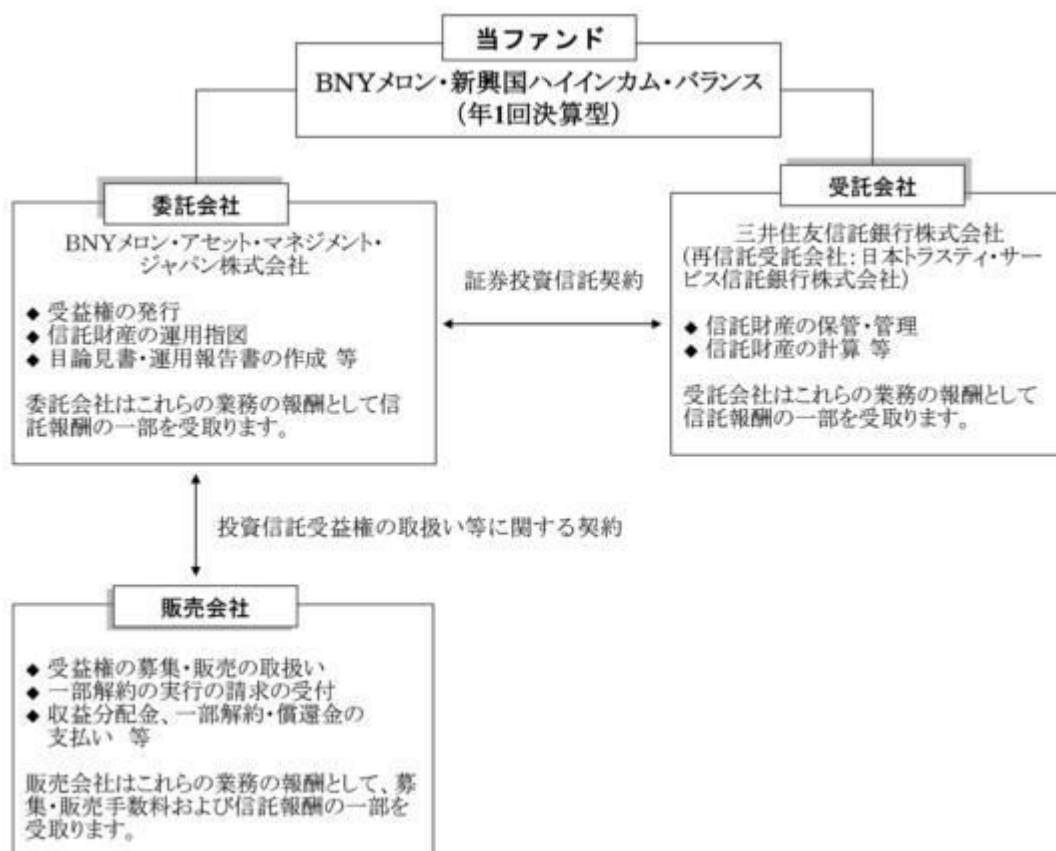 当ファンド
BNYメロン・新興国ハイインカム・バランス
(年1回決算型)
委託会社
BNYメロン・アセット・マネジメント・
ジャパン株式会社
◆ 受益権の発行
◆ 信託財産の運用指図
◆ 目論見書・運用報告書の作成 等
委託会社はこれらの業務の報酬として信
託報酬の一部を受取ります。
証券投資信託契約
受託会社
三井住友信託銀行株式会社
(再信託受託会社:日本トラスティ・サー
ビス信託銀行株式会社)
◆ 信託財産の保管・管理
◆ 信託財産の計算 等
受託会社はこれらの業務の報酬として
信託報酬の一部を受取ります。
投資信託受益権の取扱い等に関する契約
販売会社
◆ 受益権の募集・販売の取扱い
◆ 一部解約の実行の請求の受付
◆ 収益分配金、一部解約・償還金の
支払い 等
販売会社はこれらの業務の報酬として、募
集・販売手数料および信託報酬の一部を
受取ります。